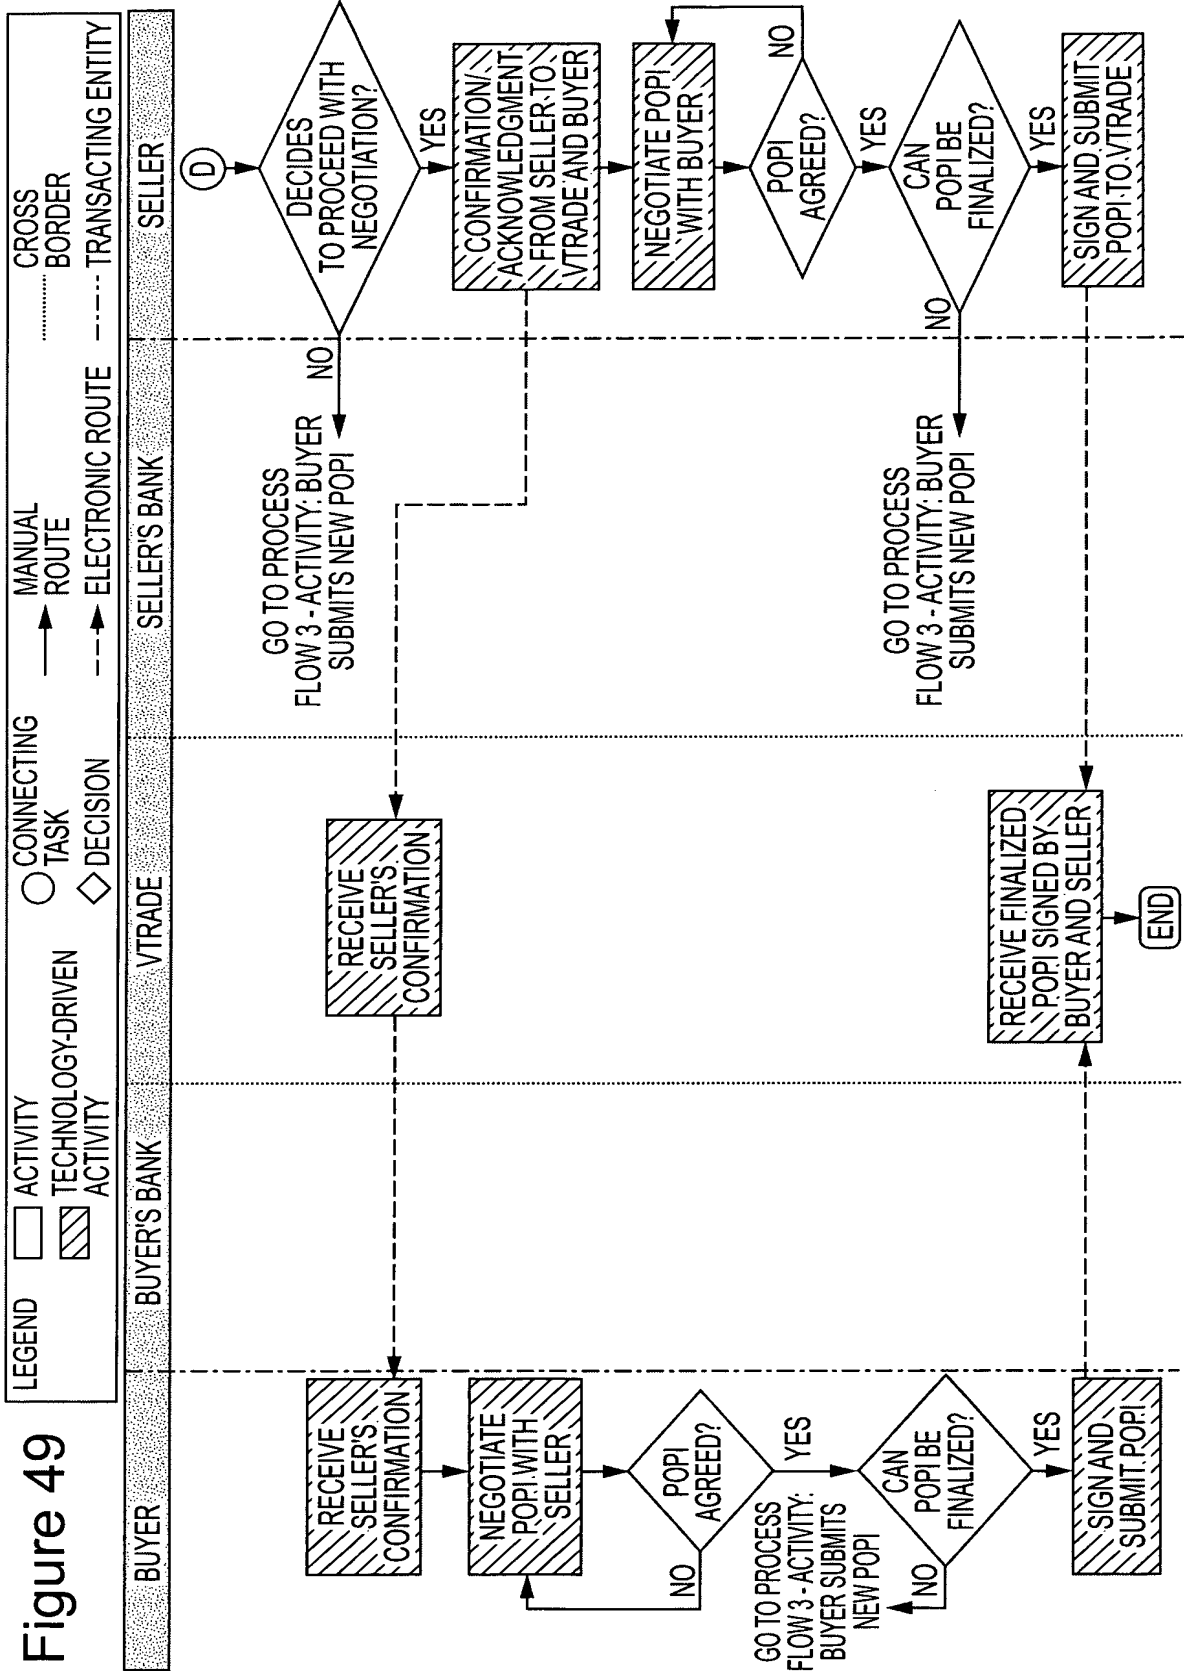 Figure 49
LEGEND
ACTIVITY
TECHNOLOGY-DRIVEN
ACTIVITY
CONNECTING
TASK
DECISION
MANUAL
ROUTE
ELECTRONIC ROUTE
CROSS
BORDER
TRANSACTING ENTITY
BUYER
BUYER'S BANK
VTRADE
SELLER'S BANK
SELLER
D
DECIDES
TO PROCEED WITH
NEGOTIATION?
NO
YES
GO TO PROCESS
FLOW 3 - ACTIVITY: BUYER
SUBMITS NEW POPI
CONFIRMATION/
ACKNOWLEDGMENT
FROM SELLER TO
VTRADE AND BUYER
RECEIVE
SELLER'S
CONFIRMATION
RECEIVE
SELLER'S
CONFIRMATION
NEGOTIATE
POPI WITH
SELLER
NEGOTIATE POPI
WITH BUYER
POPI
AGREED?
NO
YES
POPI
AGREED?
NO
YES
GO TO PROCESS
FLOW 3 - ACTIVITY:
BUYER SUBMITS
NEW POPI
CAN
POPI BE
FINALIZED?
NO
YES
GO TO PROCESS
FLOW 3 - ACTIVITY: BUYER
SUBMITS NEW POPI
CAN
POPI BE
FINALIZED?
NO
YES
SIGN AND
SUBMIT POPI
RECEIVE FINALIZED
POPI SIGNED BY
BUYER AND SELLER
SIGN AND SUBMIT
POPI TO VTRADE
END